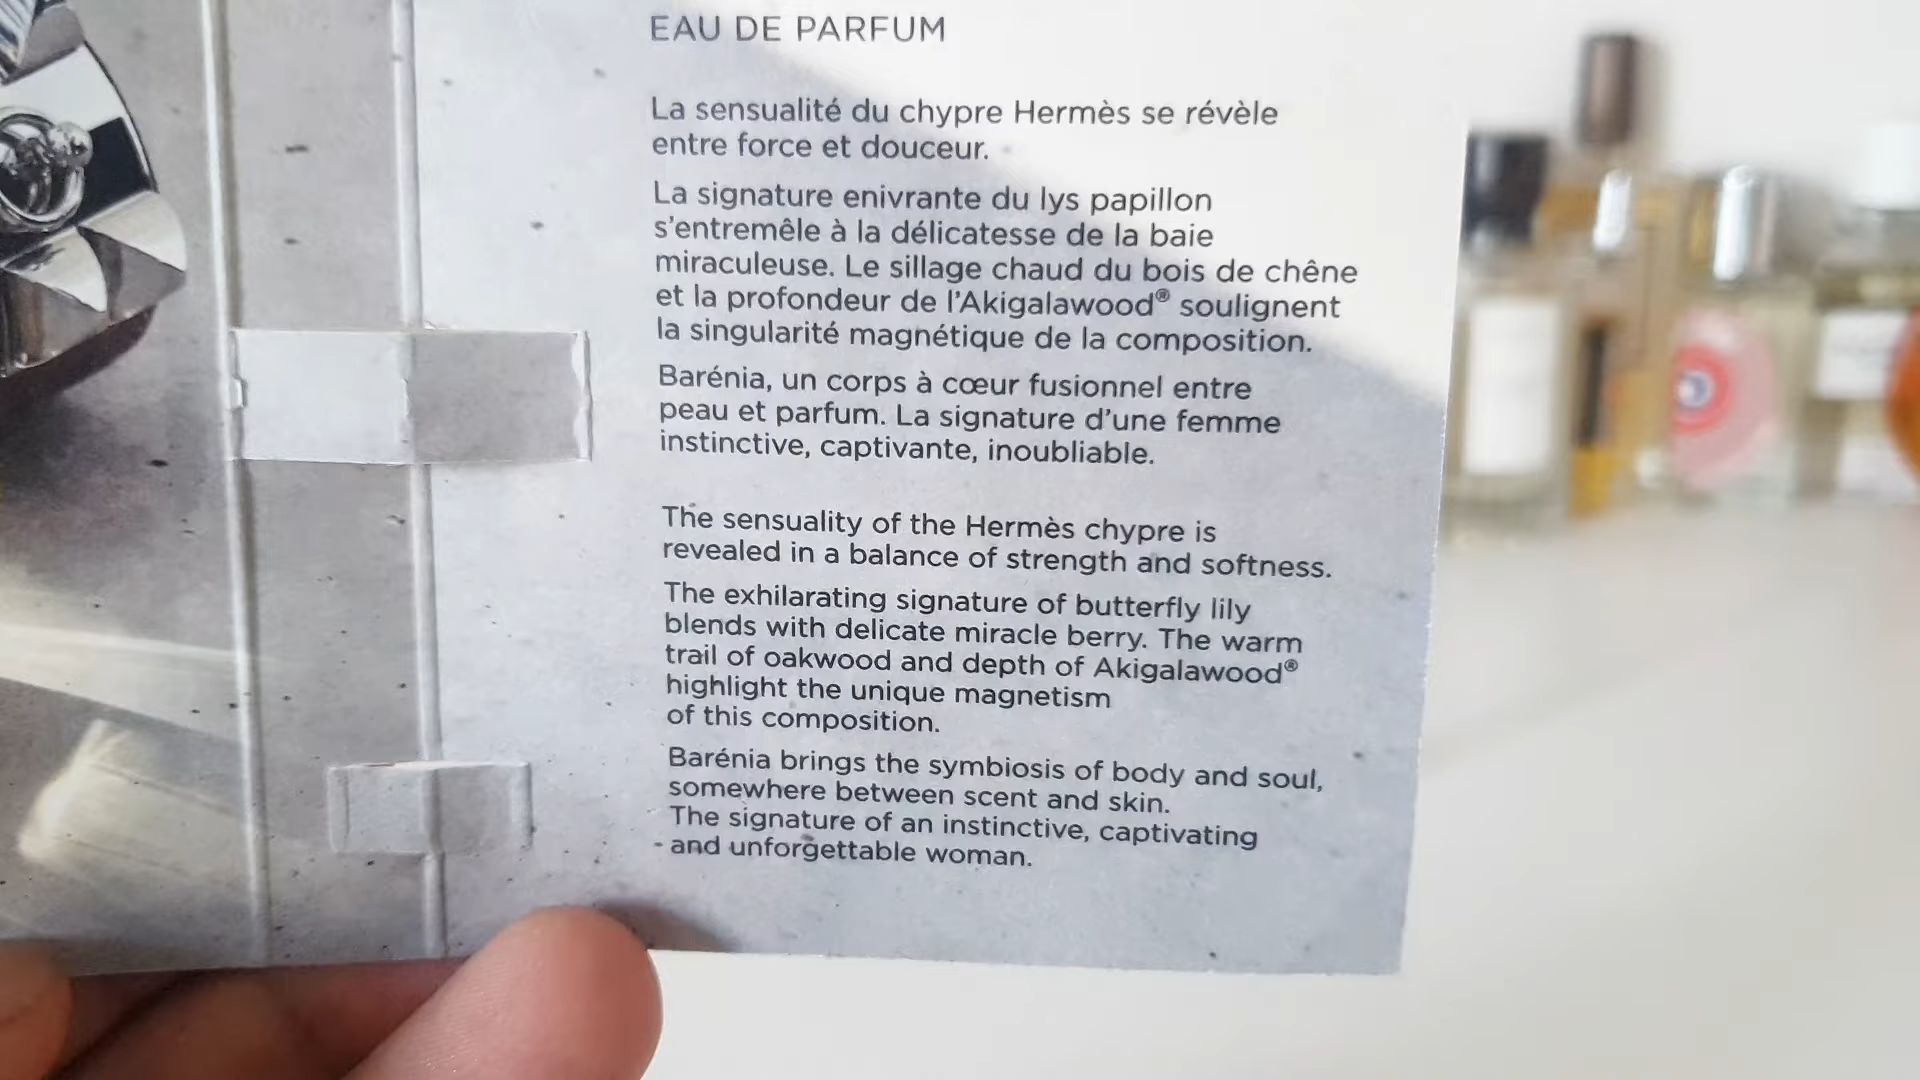 EAU DE PARFUM
La sensualité du chypre Hermès se révèle
entre force et douceur.
La signature enivrante du lys papillon
s'entremêle à la délicatesse de la baie
miraculeuse. Le sillage chaud du bois de chêne
et la profondeur de l'Akigalawood® soulignent
la singularité magnétique de la composition.
Barénia, un corps à cœur fusionnel entre
peau et parfum. La signature d'une femme
instinctive, captivante, inoubliable.
The sensuality of the Hermès chypre is
revealed in a balance of strength and softness.
The exhilarating signature of butterfly lily
blends with delicate miracle berry. The warm
trail of oakwood and depth of Akigalawood®
highlight the unique magnetism
of this composition.
Barénia brings the symbiosis of body and soul,
somewhere between scent and skin.
The signature of an instinctive, captivating
and unforgettable woman.